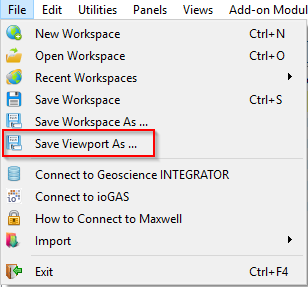 File Edit Utilities Panels Views Add-on Modul
New Workspace Ctrl+N
Open Workspace Ctrl+O
Recent Workspaces
Save Workspace Ctrl+S
Save Workspace As ...
Save Viewport As ...
Connect to Geoscience INTEGRATOR
Connect to ioGAS
How to Connect to Maxwell
Import
Exit Ctrl+F4